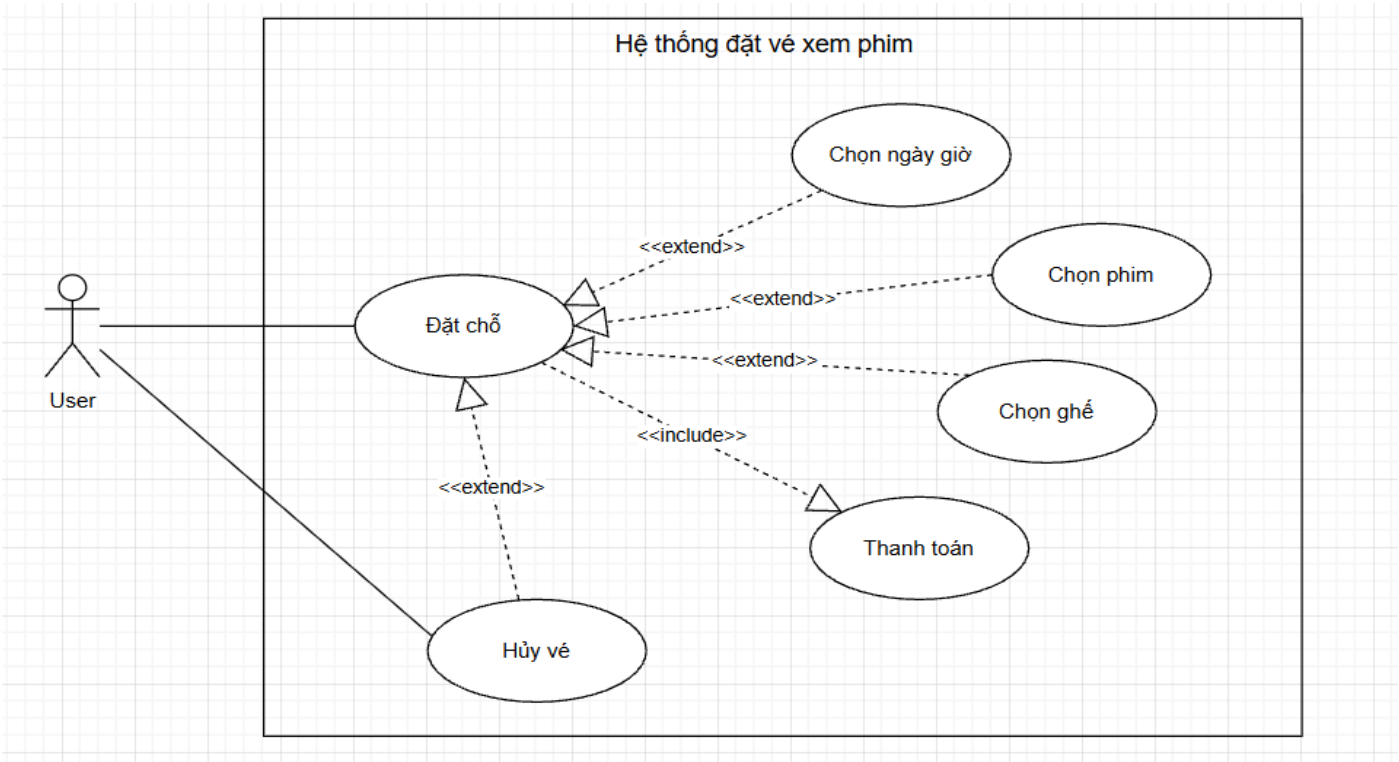 Hệ thống đặt vé xem phim
Chọn ngày giờ
<<extend>>
Chọn phim
<<extend>>
Đặt chỗ
<<extend>>
User
Chọn ghế
<<include>>
<<extend>>
Thanh toán
Hủy vé